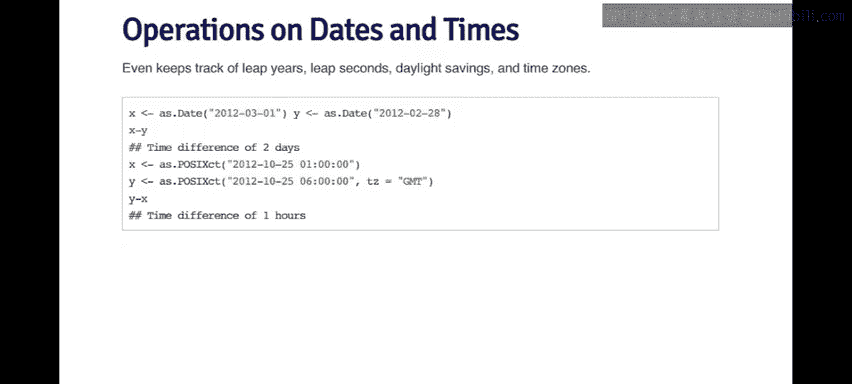 Operations on Dates and Times
Even keeps track of leap years, leap seconds, daylight savings, and time zones.
x <- as.Date("2012-03-01") y <- as.Date("2012-02-28")
x-y
## Time difference of 2 days
x <- as.POSIXct("2012-10-25 01:00:00")
y <- as.POSIXct("2012-10-25 06:00:00", tz = "GMT")
y-x
## Time difference of 1 hours